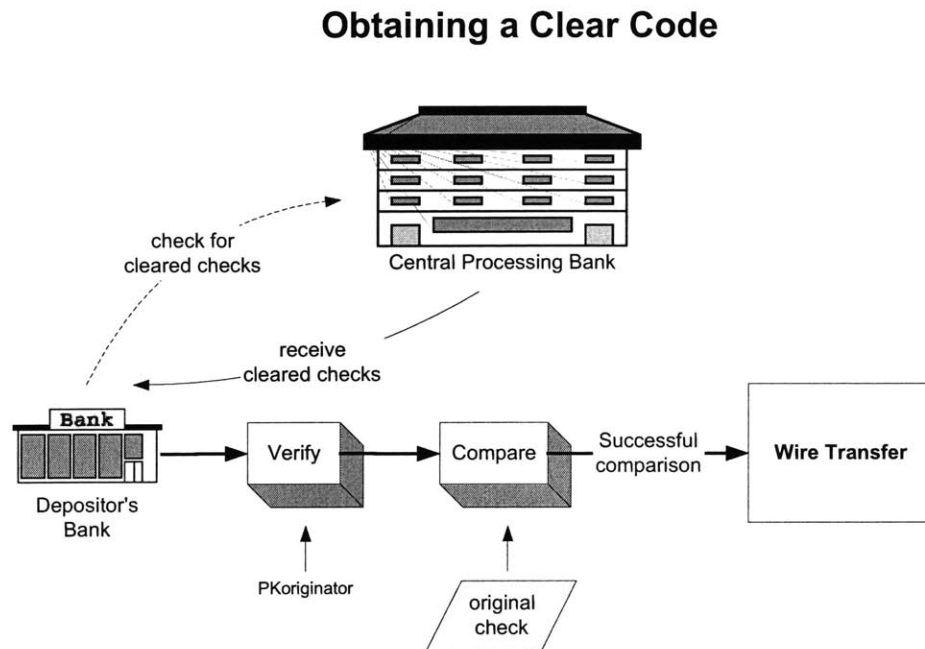 Obtaining a Clear Code
check for
cleared checks
Central Processing Bank
receive
cleared checks
Bank
Depositor's
Bank
Verify
PKoriginator
Compare
original
check
Successful
comparison
Wire Transfer